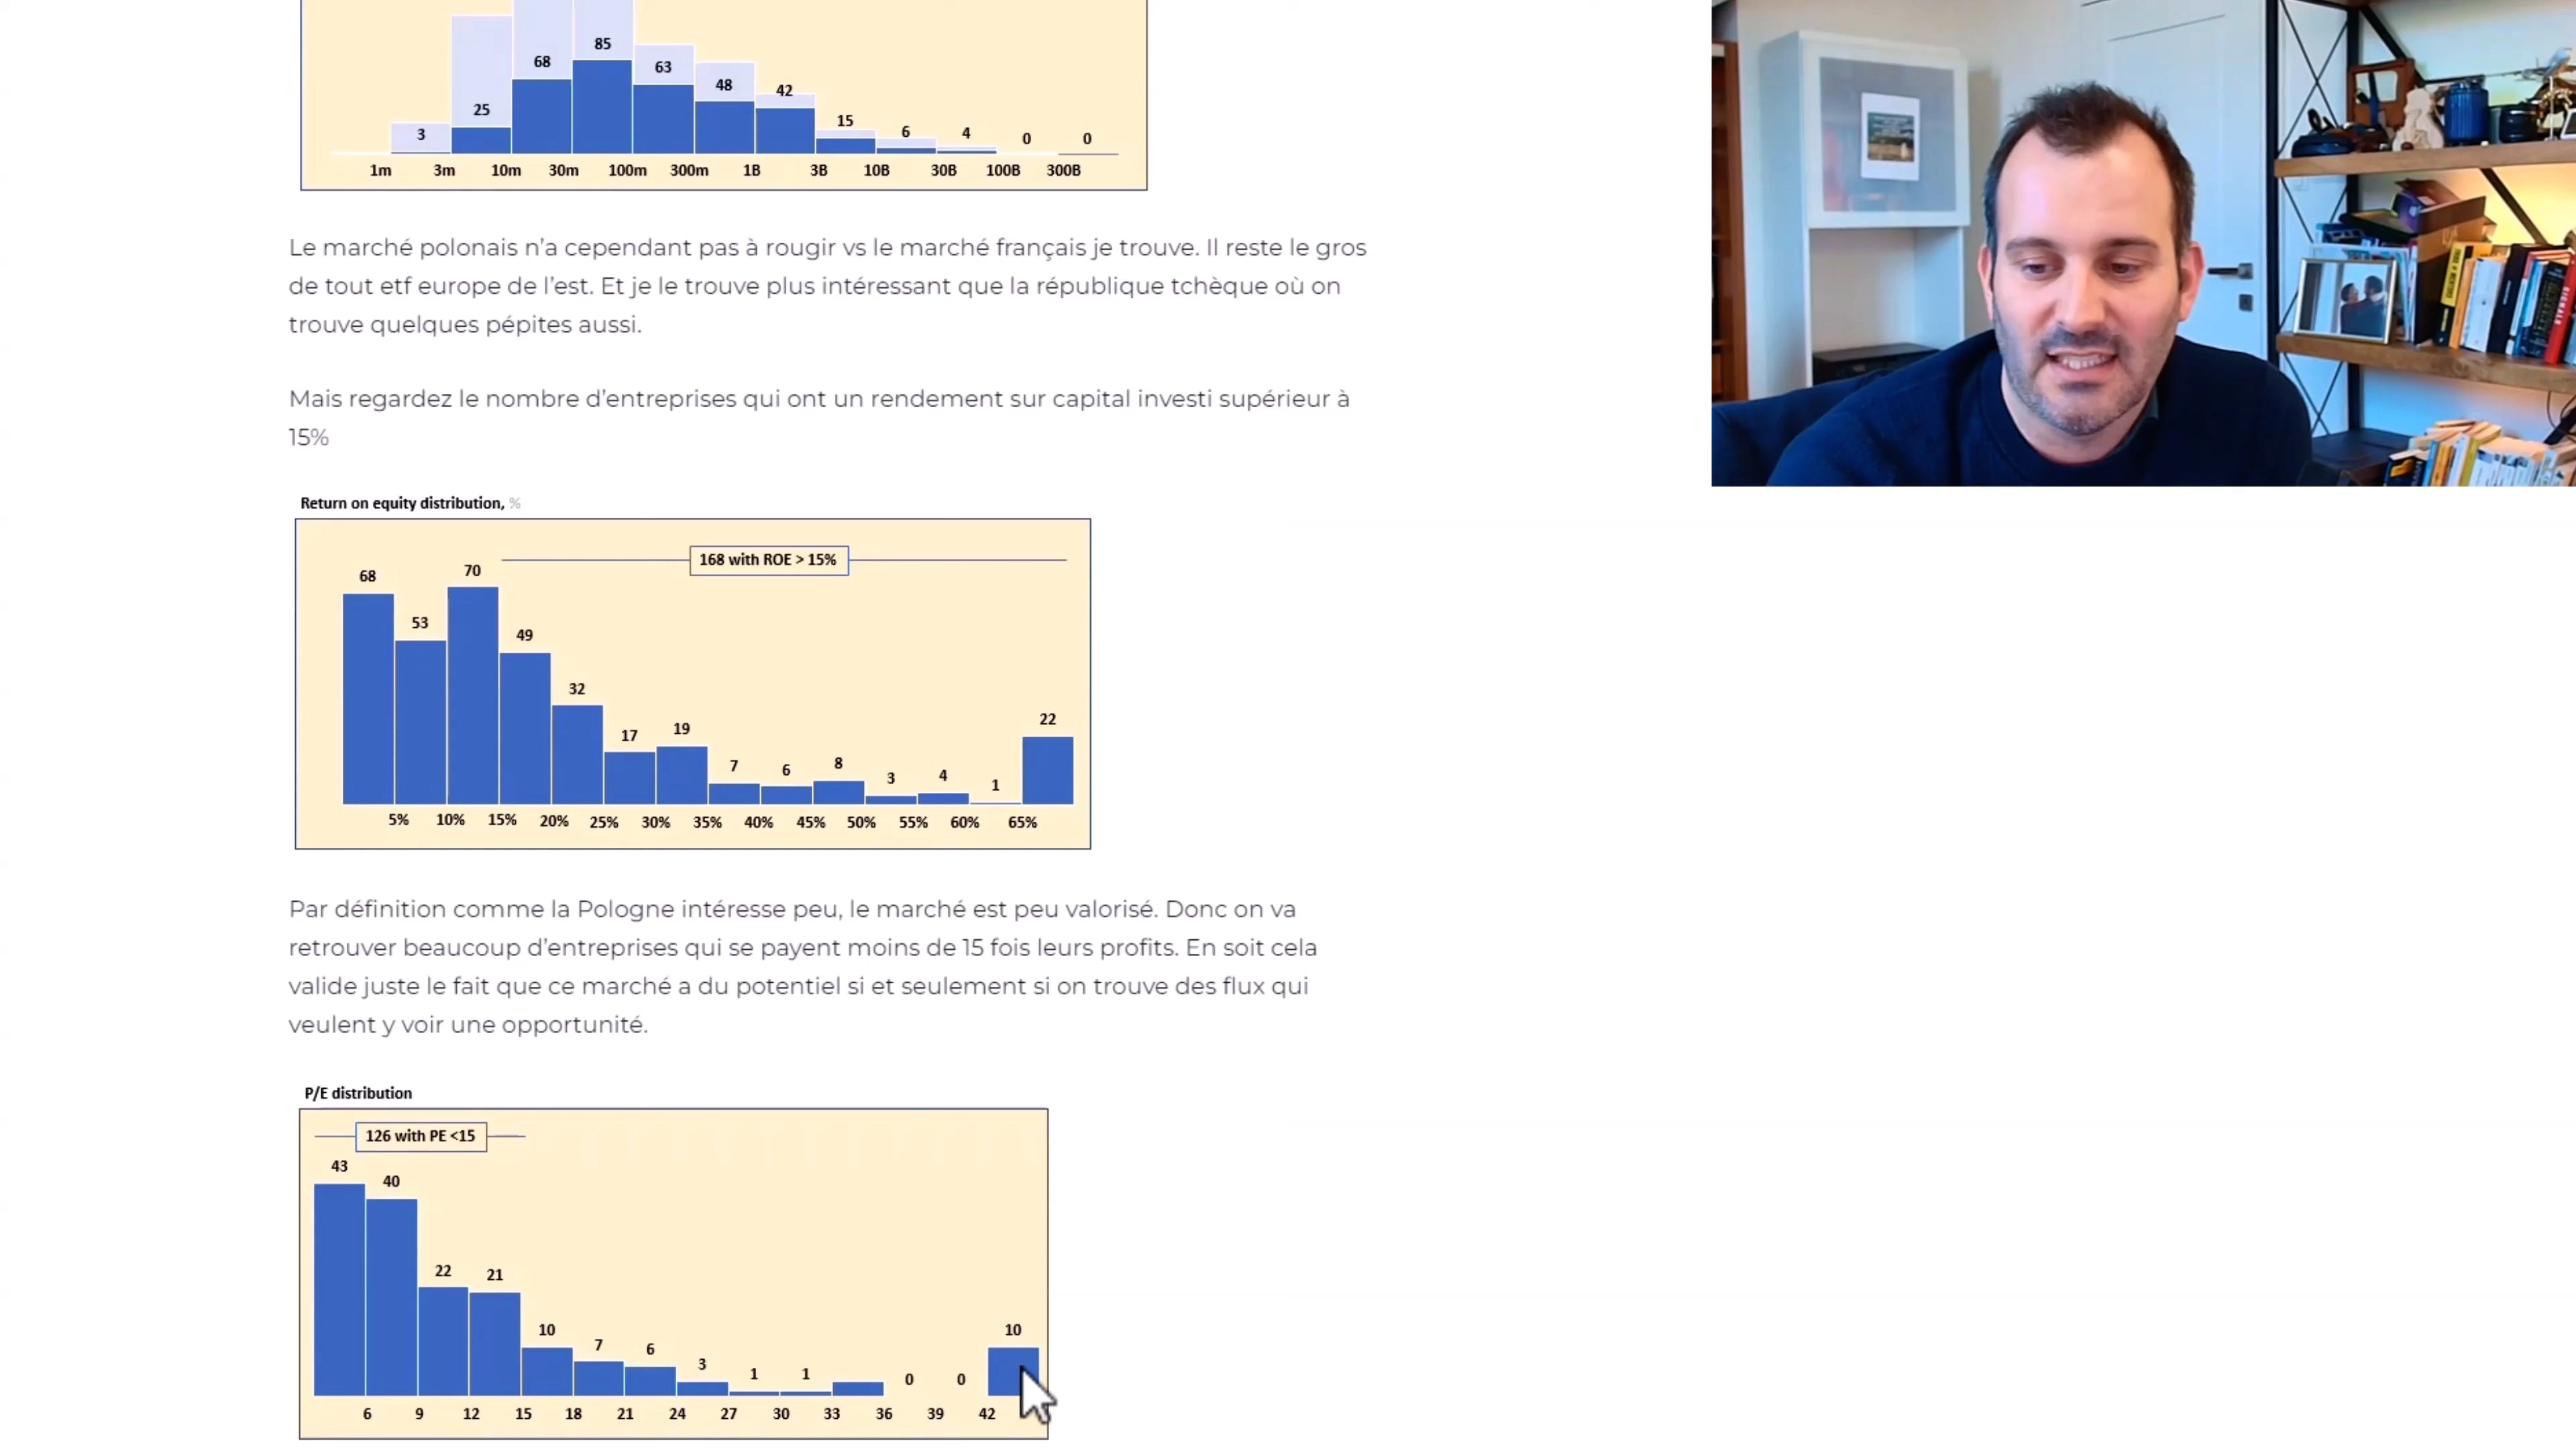 85
68
63
48
42
25
15
3
6
4
0
0
1m 3m 10m 30m 100m 300m 1B 3B 10B 30B 100B 300B
Le marché polonais n'a cependant pas à rougir vs le marché français je trouve. Il reste le gros
de tout etf europe de l'est. Et je le trouve plus intéressant que la république tchèque où on
trouve quelques pépites aussi.
Mais regardez le nombre d'entreprises qui ont un rendement sur capital investi supérieur à
15%
Return on equity distribution, %
168 with ROE > 15%
68 53 70 49 32 17 19 7 6 8 3 4 1 22
5% 10% 15% 20% 25% 30% 35% 40% 45% 50% 55% 60% 65%
Par définition comme la Pologne intéresse peu, le marché est peu valorisé. Donc on va
retrouver beaucoup d'entreprises qui se payent moins de 15 fois leurs profits. En soit cela
valide juste le fait que ce marché a du potentiel si et seulement si on trouve des flux qui
veulent y voir une opportunité.
P/E distribution
126 with PE <15
43 40 22 21 10 7 6 3 1 1 0 0 10
6 9 12 15 18 21 24 27 30 33 36 39 42